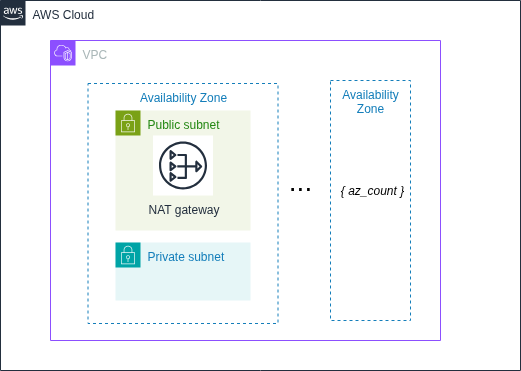 aws
AWS Cloud
VPC
Availability Zone
Public subnet
NAT gateway
Private subnet
...
Availability
Zone
{ az_count }